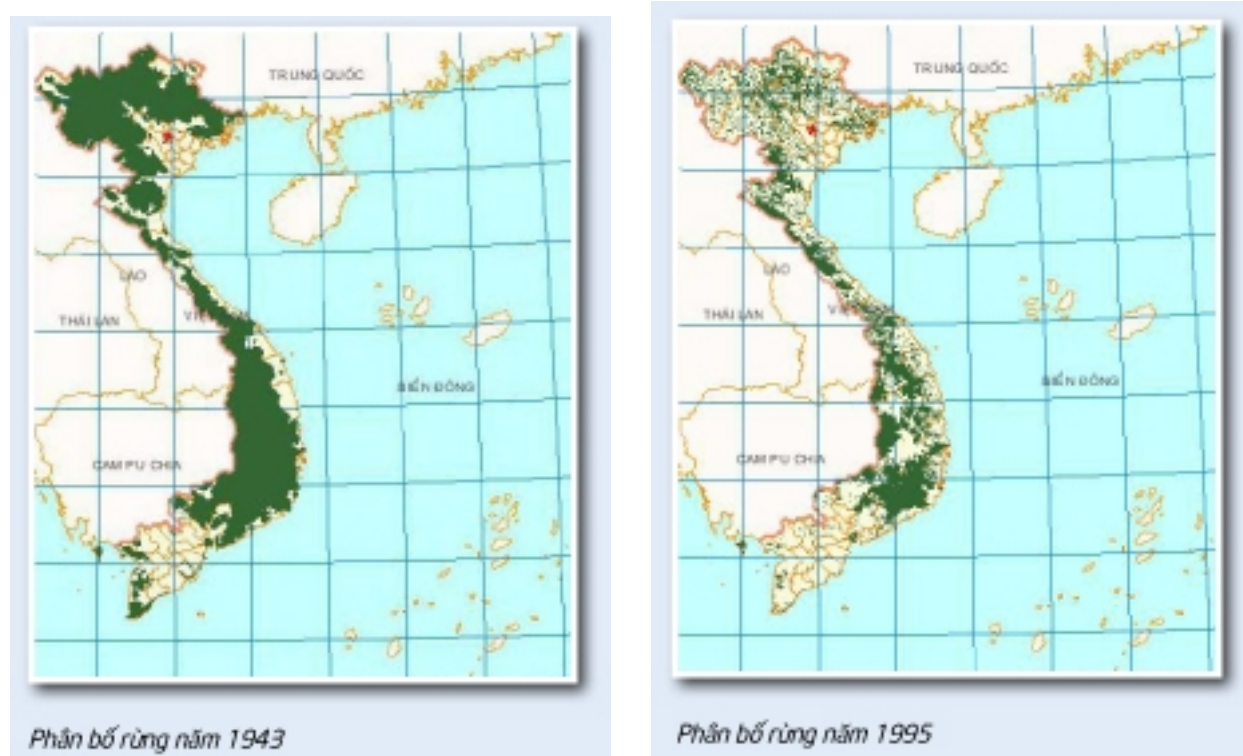 TRUNG QUỐC
LÀO
THÁI LAN
BIỂN ĐÔNG
CAM PU CHIA
Phân bố rừng năm 1943
TRUNG QUỐC
LÀO
THÁI LAN
BIỂN ĐÔNG
CAM PU CHIA
Phân bố rừng năm 1995